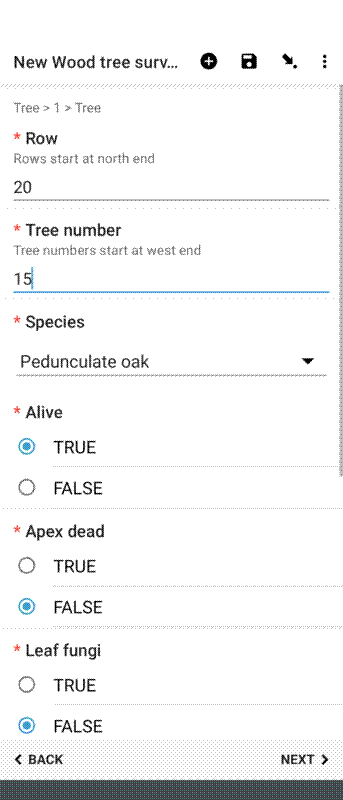 New Wood tree surv...
Tree > 1 > Tree
* Row
Rows start at north end
20
* Tree number
Tree numbers start at west end
15
* Species
Pedunculate oak
* Alive
TRUE
FALSE
* Apex dead
TRUE
FALSE
* Leaf fungi
TRUE
FALSE
BACK
NEXT